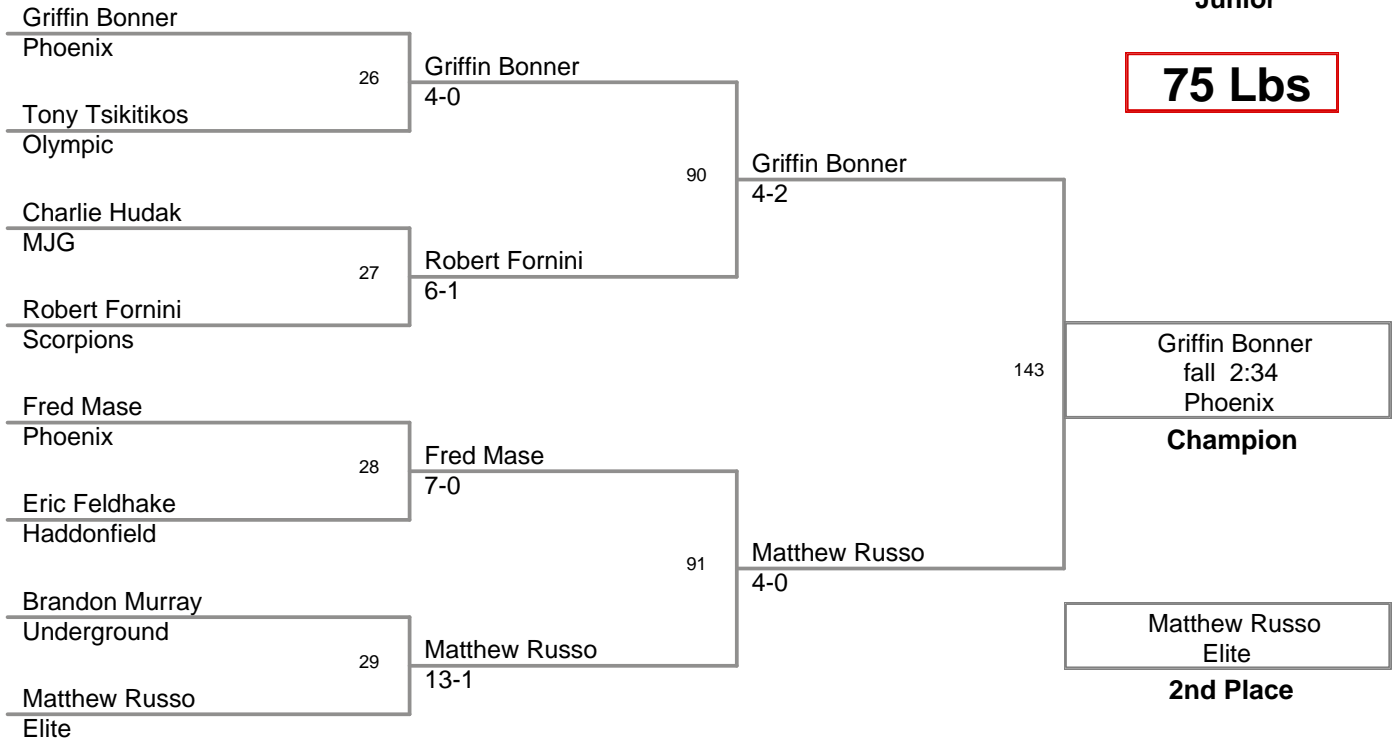 Junior
75 Lbs
Griffin Bonner
Phoenix
26
Tony Tsikitikos
Olympic
Griffin Bonner
4-0
Charlie Hudak
MJG
27
Robert Fornini
Scorpions
Robert Fornini
6-1
90
Griffin Bonner
4-2
Fred Mase
Phoenix
28
Eric Feldhake
Haddonfield
Fred Mase
7-0
Brandon Murray
Underground
29
Matthew Russo
Elite
Matthew Russo
13-1
91
Matthew Russo
4-0
143
Griffin Bonner
fall 2:34
Phoenix
Champion
Matthew Russo
Elite
2nd Place